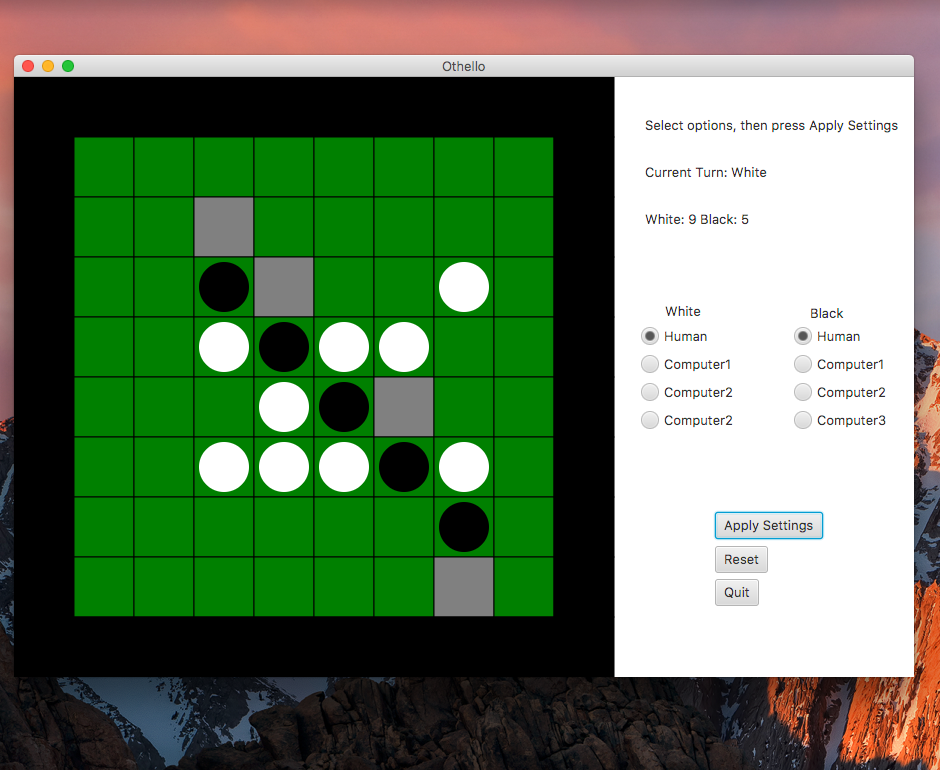 Othello
Select options, then press Apply Settings
Current Turn: White
White: 9 Black: 5
White Black
Human Human
Computer1 Computer1
Computer2 Computer2
Computer2 Computer3
Apply Settings
Reset
Quit